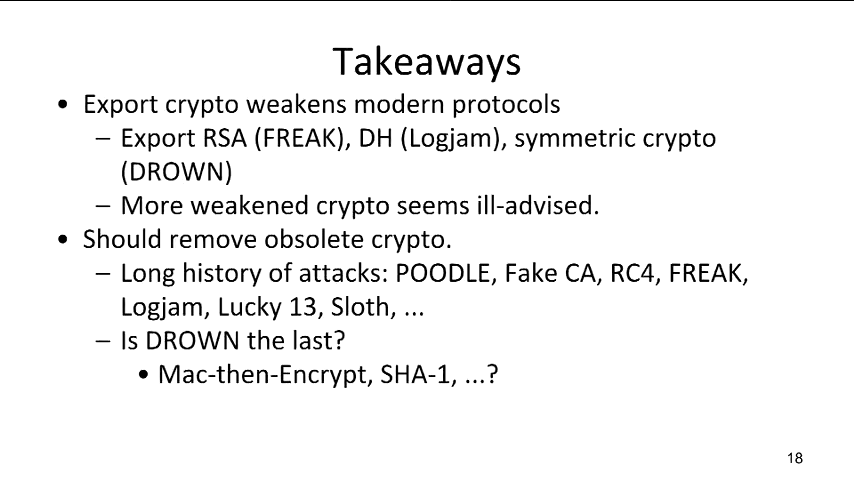 Takeaways
• Export crypto weakens modern protocols
– Export RSA (FREAK), DH (Logjam), symmetric crypto
(DROWN)
– More weakened crypto seems ill-advised.
• Should remove obsolete crypto.
– Long history of attacks: POODLE, Fake CA, RC4, FREAK,
Logjam, Lucky 13, Sloth, ...
– Is DROWN the last?
• Mac-then-Encrypt, SHA-1, ...?
18